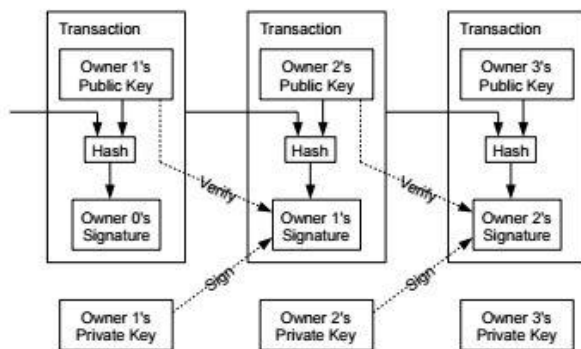 Transaction
Owner 1's
Public Key
Hash
Owner 0's
Signature
Transaction
Owner 2's
Public Key
Hash
Verify
Owner 1's
Signature
Transaction
Owner 3's
Public Key
Hash
Verify
Owner 2's
Signature
Sign
Sign
Owner 1's
Private Key
Owner 2's
Private Key
Owner 3's
Private Key